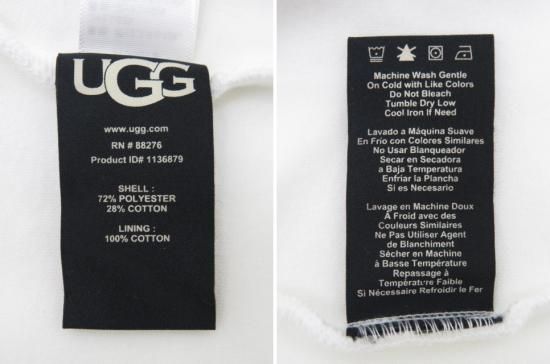 UGG
www.ugg.com
RN # 88276
Product ID# 1136879
SHELL :
72% POLYESTER
28% COTTON
LINING :
100% COTTON
Machine Wash Gentle
On Cold with Like Colors
Do Not Bleach
Tumble Dry Low
Cool Iron If Need
Lavado a Máquina Suave
En Frío con Colores Similares
No Usar Blanqueador
Secar en Secadora
a Baja Temperatura
Enfriar la Plancha
Si es Necesario
Lavage en Machine Doux
À Froid avec des
Couleurs Similaires
Ne Pas Utiliser Agent
de Blanchiment
Sécher en Machine
à Basse Température
Repassage à
Température Faible
Si Nécessaire Refroidir le Fer